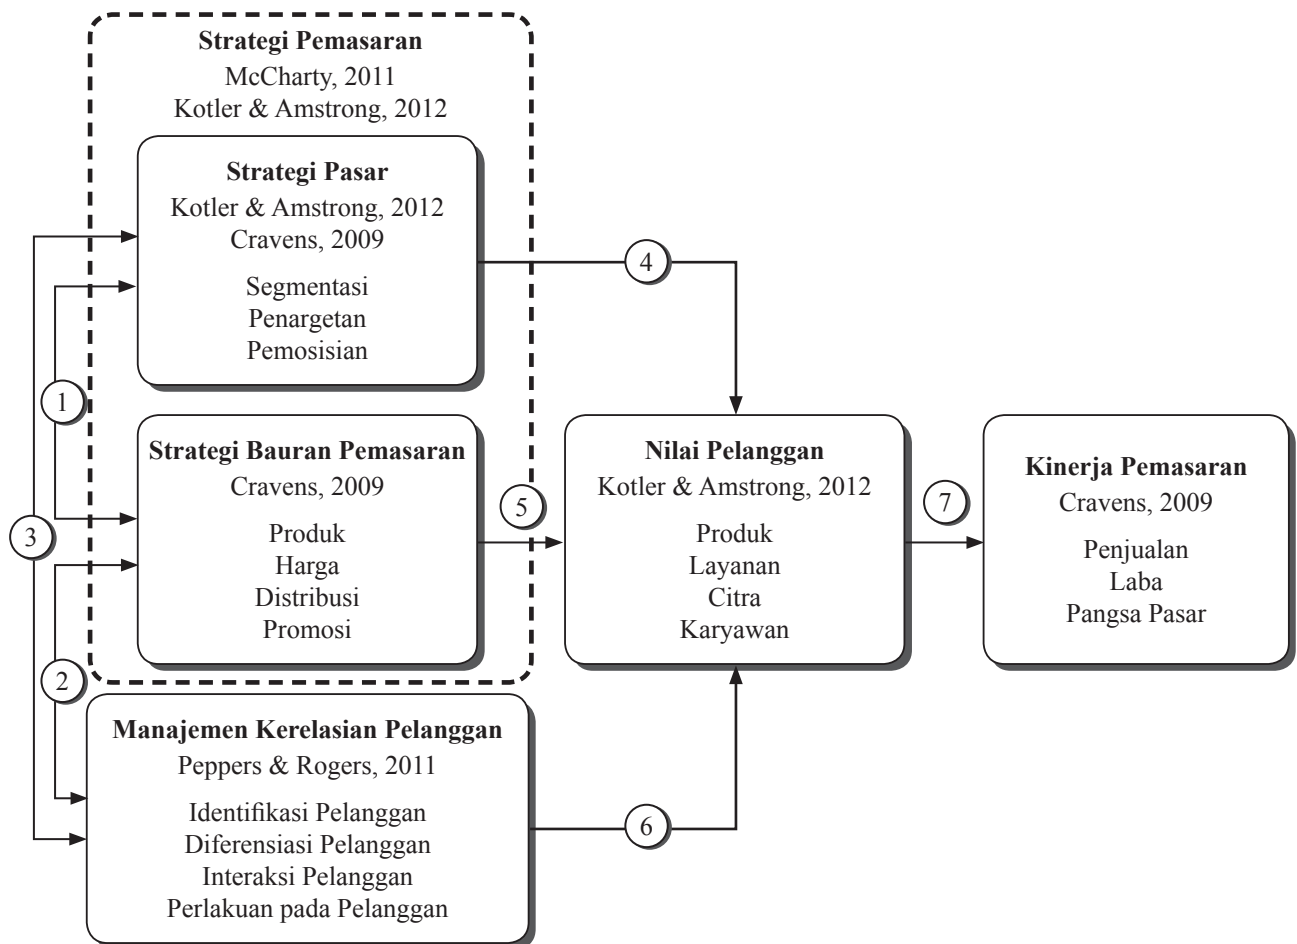 Strategi Pemasaran
McCharty, 2011
Kotler & Amstrong, 2012
Strategi Pasar
Kotler & Amstrong, 2012
Cravens, 2009
Segmentasi
Penargetan
Pemosisian
4
1
Strategi Bauran Pemasaran
Cravens, 2009
Produk
Harga
Distribusi
Promosi
5
Nilai Pelanggan
Kotler & Amstrong, 2012
Produk
Layanan
Citra
Karyawan
7
Kinerja Pemasaran
Cravens, 2009
Penjualan
Laba
Pangsa Pasar
3
2
Manajemen Kerelasian Pelanggan
Peppers & Rogers, 2011
Identifikasi Pelanggan
Diferensiasi Pelanggan
Interaksi Pelanggan
Perlakuan pada Pelanggan
6